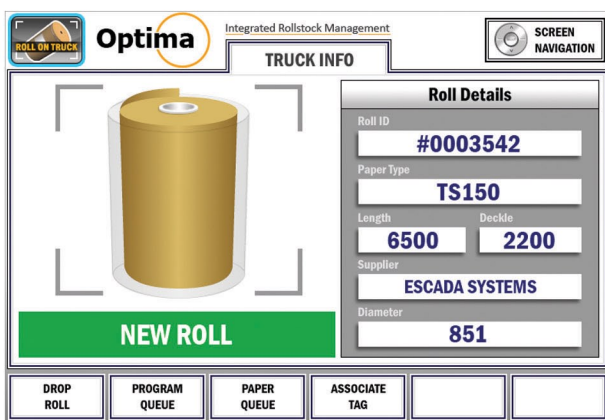 ROLL ON TRUCK
Optima
Integrated Rollstock Management
TRUCK INFO
SCREEN
NAVIGATION
Roll Details
Roll ID
#0003542
Paper Type
TS150
Length Deckle
6500 2200
Supplier
ESCADA SYSTEMS
Diameter
851
NEW ROLL
DROP
ROLL
PROGRAM
QUEUE
PAPER
QUEUE
ASSOCIATE
TAG